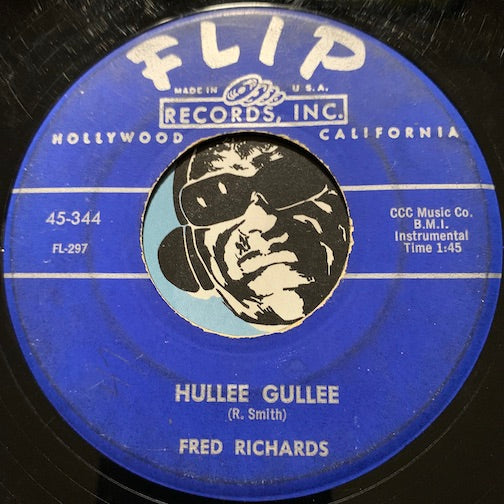 FLIP
MADE IN U.S.A.
RECORDS, INC.
HOLLYWOOD CALIFORNIA
45-344
FL-297
CCC Music Co.
B.M.I.
Instrumental
Time 1:45
HULLEE GULLEE
(R. Smith)
FRED RICHARDS